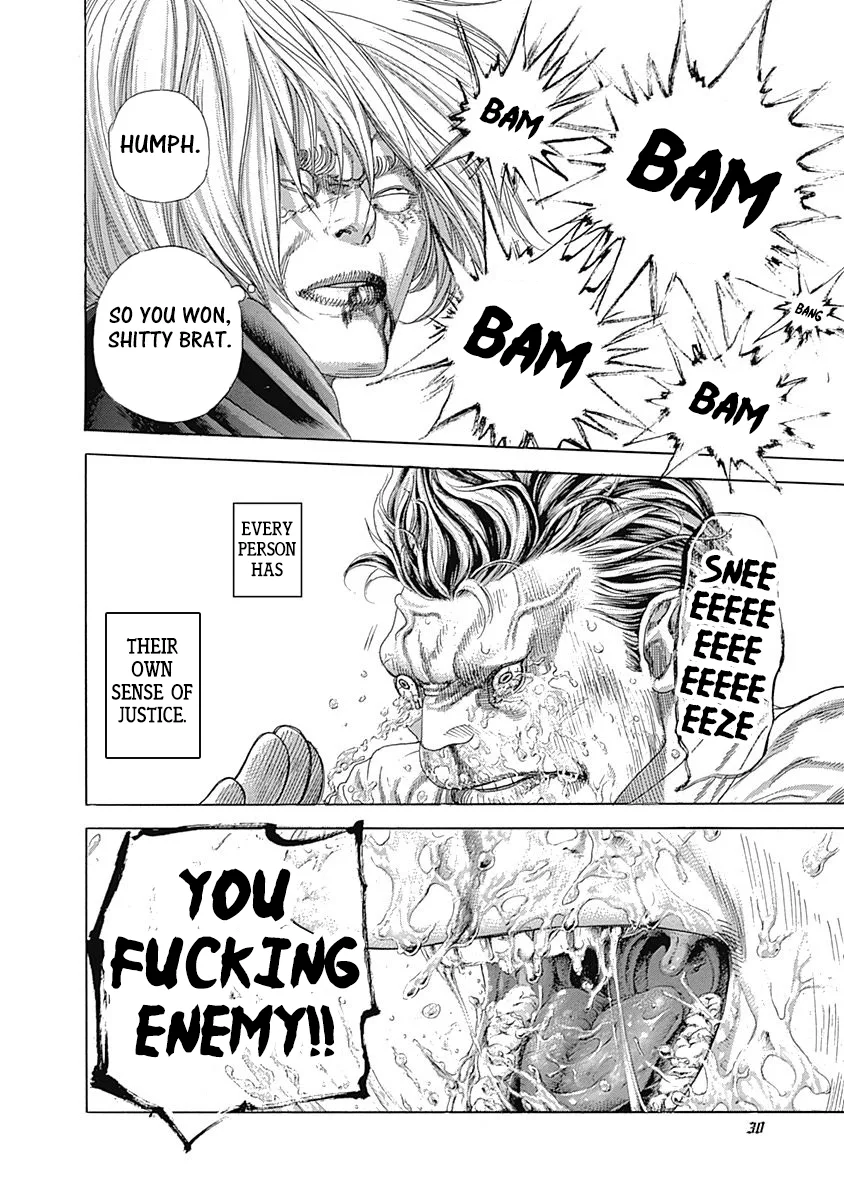 HUMPH.
SO YOU WON,
SHITTY BRAT.
BAM
BAM
BAM
BANG
BAM
EVERY
PERSON
HAS
THEIR
OWN
SENSE OF
JUSTICE.
SNEE
EEEEE
EEEE
EEEEE
EEZE
YOU
FUCKING
ENEMY!!
30